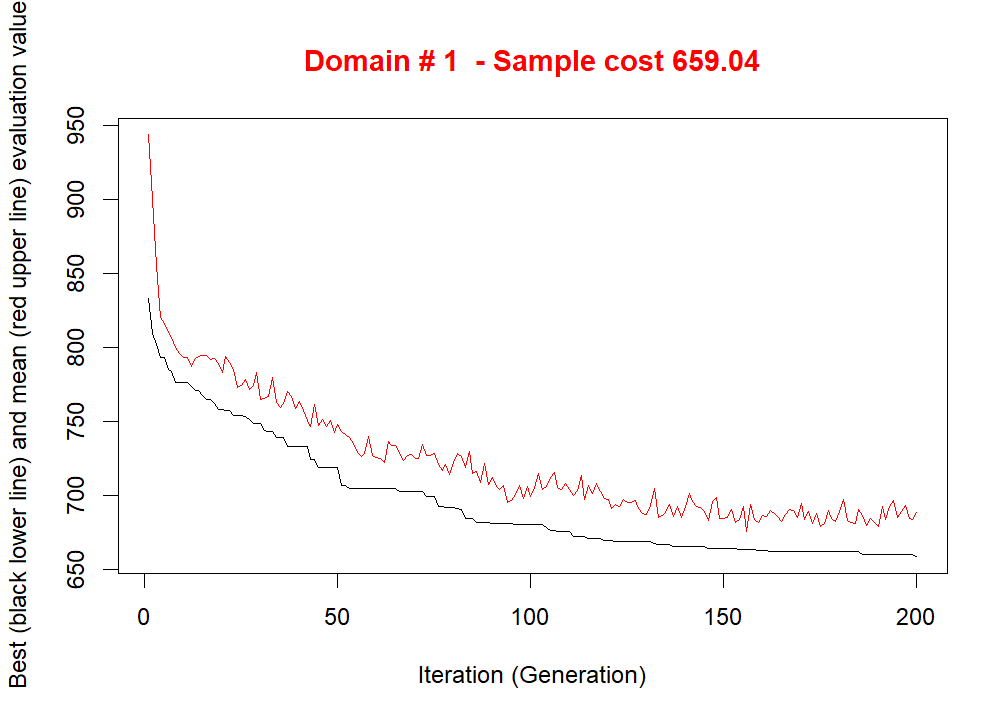 Domain # 1  - Sample cost 659.04
Best (black lower line) and mean (red upper line) evaluation value
950
900
850
800
750
700
650
0 50 100 150 200
Iteration (Generation)